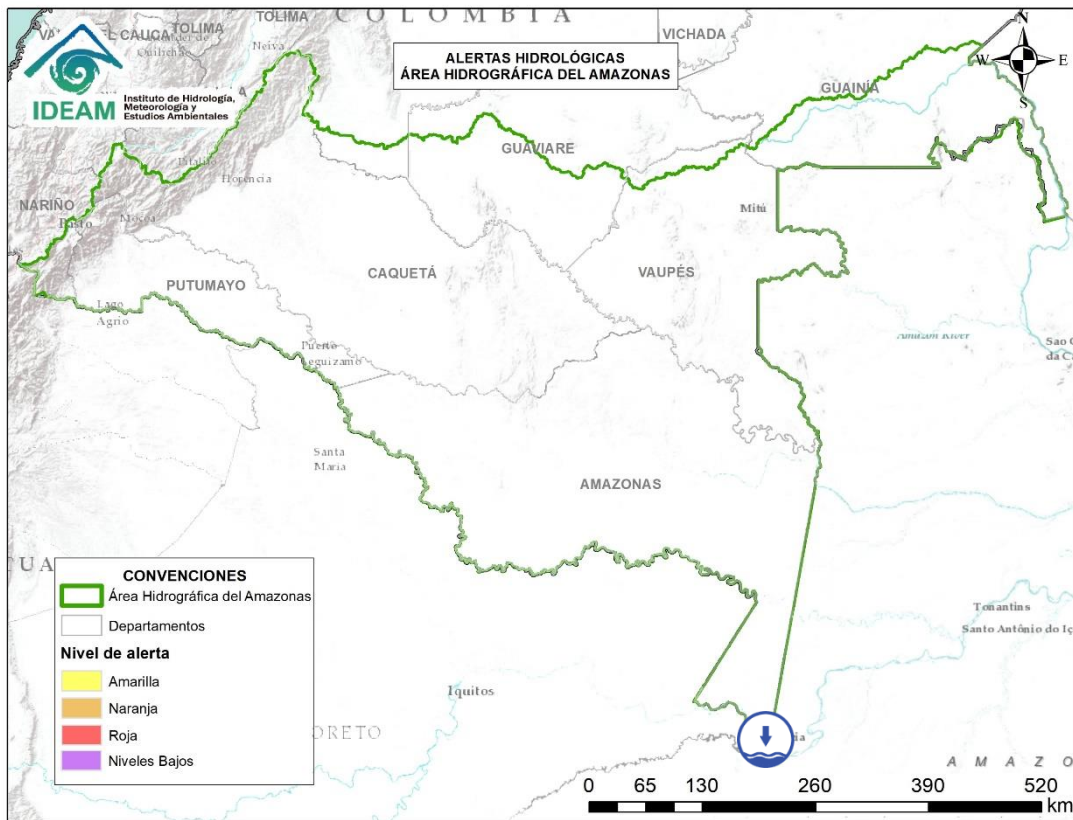 COLOMBIA
TOLIMA
TOLIMA
Neiva
VICHADA
ALERTAS HIDROLÓGICAS
ÁREA HIDROGRÁFICA DEL AMAZONAS
N
W
E
S
IDEAM
Instituto de Hidrología,
Meteorología y
Estudios Ambientales
GUAINÍA
GUAVIARE
Florencia
NARIÑO
Pasto
Mocoa
Mitú
CAQUETÁ
VAUPÉS
PUTUMAYO
Lago
Agrio
Puerto
Amazon River
Santa
Maria
AMAZONAS
CONVENCIONES
Área Hidrográfica del Amazonas
Departamentos
Nivel de alerta
Amarilla
Naranja
Roja
Niveles Bajos
Tonantins
Santo Antônio do Iç
Iquitos
ORETO
AMAZO
0 65 130 260 390 520
km